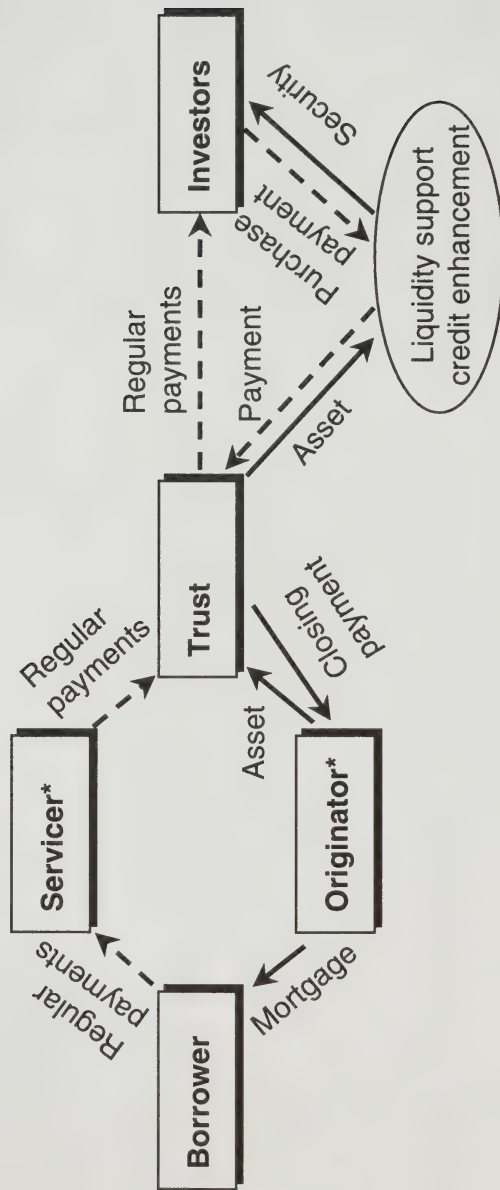 Borrower
Regular
payments
Servicer*
Regular
payments
Mortgage
Originator*
Asset
Closing
payment
Trust
Regular
payments
Payment
Asset
Investors
Purchase
payment
Security
Liquidity support
credit enhancement